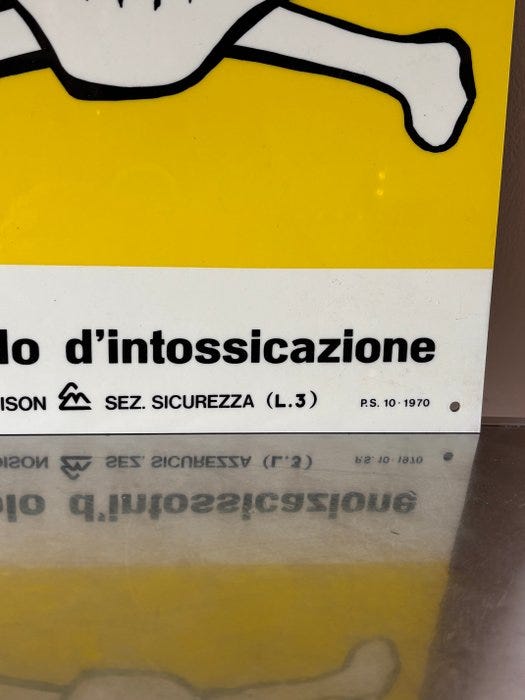 lo d'intossicazione
ISON SEZ. SICUREZZA (L.3) P.S. 10-1970